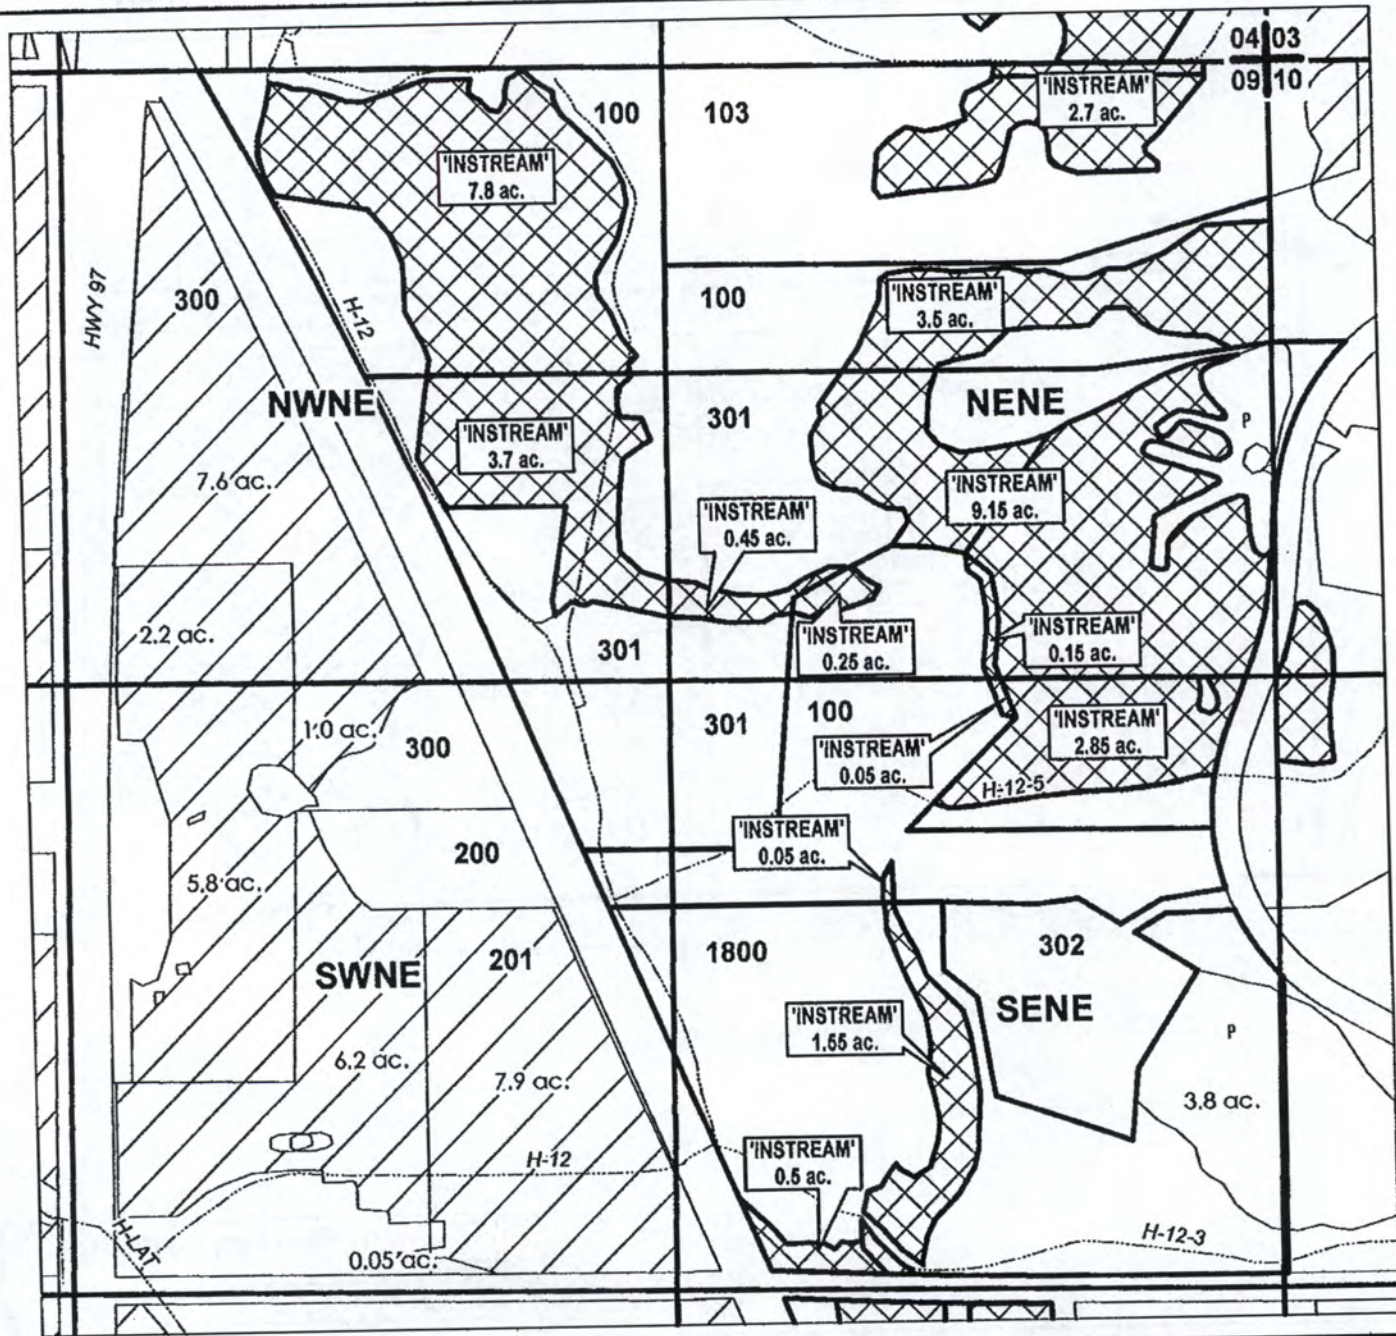 04 03
09 10
'INSTREAM'
2.7 ac.
100
103
'INSTREAM'
7.8 ac.
HWY 97
300
H-12
100
'INSTREAM'
3.5 ac.
NWNE
301
NENE
P
'INSTREAM'
3.7 ac.
7.6 ac.
'INSTREAM'
9.15 ac.
'INSTREAM'
0.45 ac.
2.2 ac.
301
'INSTREAM'
0.25 ac.
'INSTREAM'
0.15 ac.
1.0 ac.
300
301
100
'INSTREAM'
0.05 ac.
'INSTREAM'
2.85 ac.
H-12-5
200
'INSTREAM'
0.05 ac.
5.8 ac.
SWNE
201
1800
302
SENE
'INSTREAM'
1.55 ac.
P
6.2 ac.
7.9 ac.
3.8 ac.
H-12
'INSTREAM'
0.5 ac.
H-LAT
0.05 ac.
H-12-3